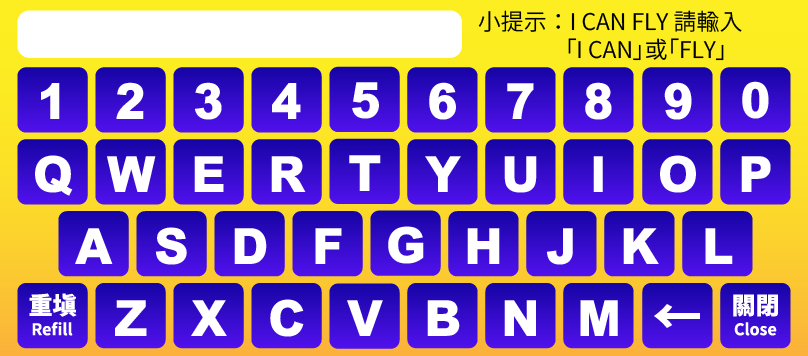 小提示：I CAN FLY 請輸入
「I CAN」或「FLY」
1 2 3 4 5 6 7 8 9 0
Q W E R T Y U I O P
A S D F G H J K L
重填 Z X C V B N M ← 關閉
Refill Close